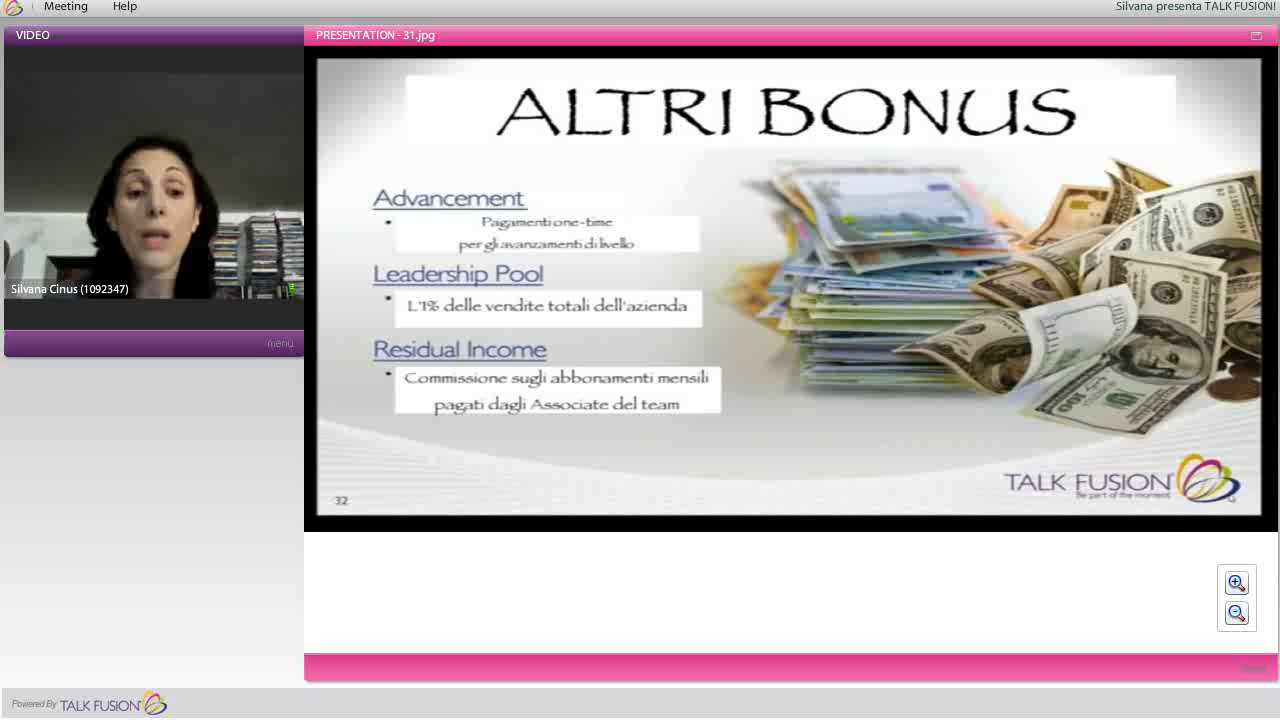 Meeting Help
Silvana presenta TALK FUSION!
VIDEO
PRESENTATION - 31.jpg
Silvana Cinus (1092347)
menu
ALTRI BONUS
Advancement
• Pagamenti one-time
per gli avanzamenti di livello
Leadership Pool
• L'1% delle vendite totali dell'azienda
Residual Income
• Commissione sugli abbonamenti mensili
pagati dagli Associate del team
TALK FUSION
Be part of the moment.
32
Powered By TALK FUSION